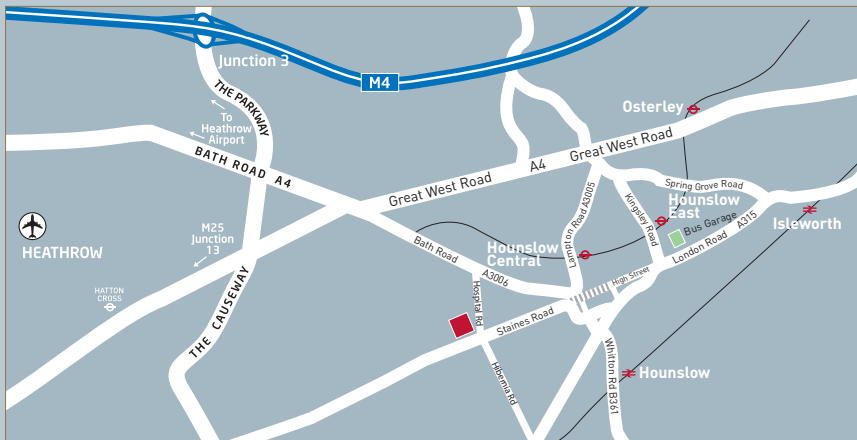 Junction 3
M4
THE PARKWAY
To
Heathrow
Airport
BATH ROAD A4
Great West Road
A4
Great West Road
Osterley
Spring Grove Road
Hounslow
East
Kingsley Road
Lampton Road A3005
Bus Garage
London Road
A315
Isleworth
HEATHROW
M25
Junction
13
HATTON
CROSS
THE CAUSEWAY
Bath Road
A3006
Hounslow
Central
High Street
Hospital Rd
Staines Road
Hibernia Rd
Whitton Rd B361
Hounslow